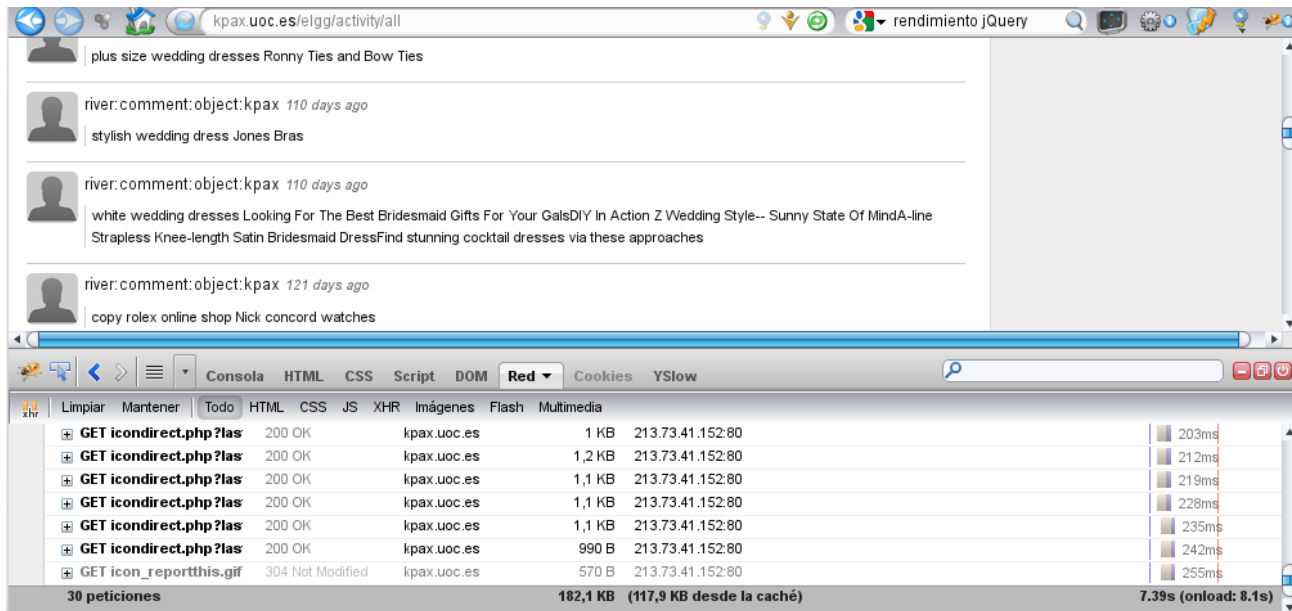 kpax.uoc.es/elgg/activity/all rendimiento jQuery
plus size wedding dresses Ronny Ties and Bow Ties
river:comment:object:kpax 110 days ago
stylish wedding dress Jones Bras
river:comment:object:kpax 110 days ago
white wedding dresses Looking For The Best Bridesmaid Gifts For Your GalsDIY In Action Z Wedding Style-- Sunny State Of MindA-line
Strapless Knee-length Satin Bridesmaid DressFind stunning cocktail dresses via these approaches
river:comment:object:kpax 121 days ago
copy rolex online shop Nick concord watches
Consola HTML CSS Script DOM Red Cookies YSlow
xhr Limpiar Mantener Todo HTML CSS JS XHR Imágenes Flash Multimedia
GET icondirect.php?las 200 OK kpax.uoc.es 1 KB 213.73.41.152:80 203ms
GET icondirect.php?las 200 OK kpax.uoc.es 1,2 KB 213.73.41.152:80 212ms
GET icondirect.php?las 200 OK kpax.uoc.es 1,1 KB 213.73.41.152:80 219ms
GET icondirect.php?las 200 OK kpax.uoc.es 1,1 KB 213.73.41.152:80 228ms
GET icondirect.php?las 200 OK kpax.uoc.es 1,1 KB 213.73.41.152:80 235ms
GET icondirect.php?las 200 OK kpax.uoc.es 990 B 213.73.41.152:80 242ms
GET icon_reportthis.gif 304 Not Modified kpax.uoc.es 570 B 213.73.41.152:80 255ms
30 peticiones 182,1 KB (117,9 KB desde la caché) 7.39s (onload: 8.1s)